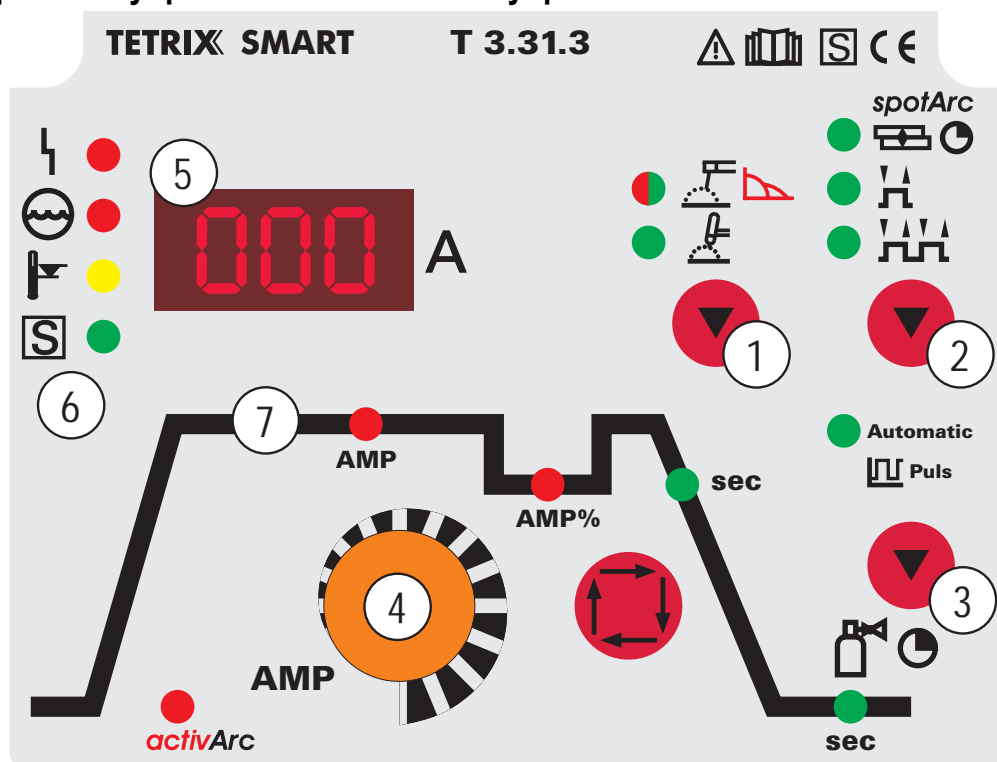 TETRIX SMART T 3.31.3 S CE
spotArc
5
000 A
S
1
2
6
7
AMP
AMP%
sec
Automatic
Puls
4
3
AMP
activArc
sec